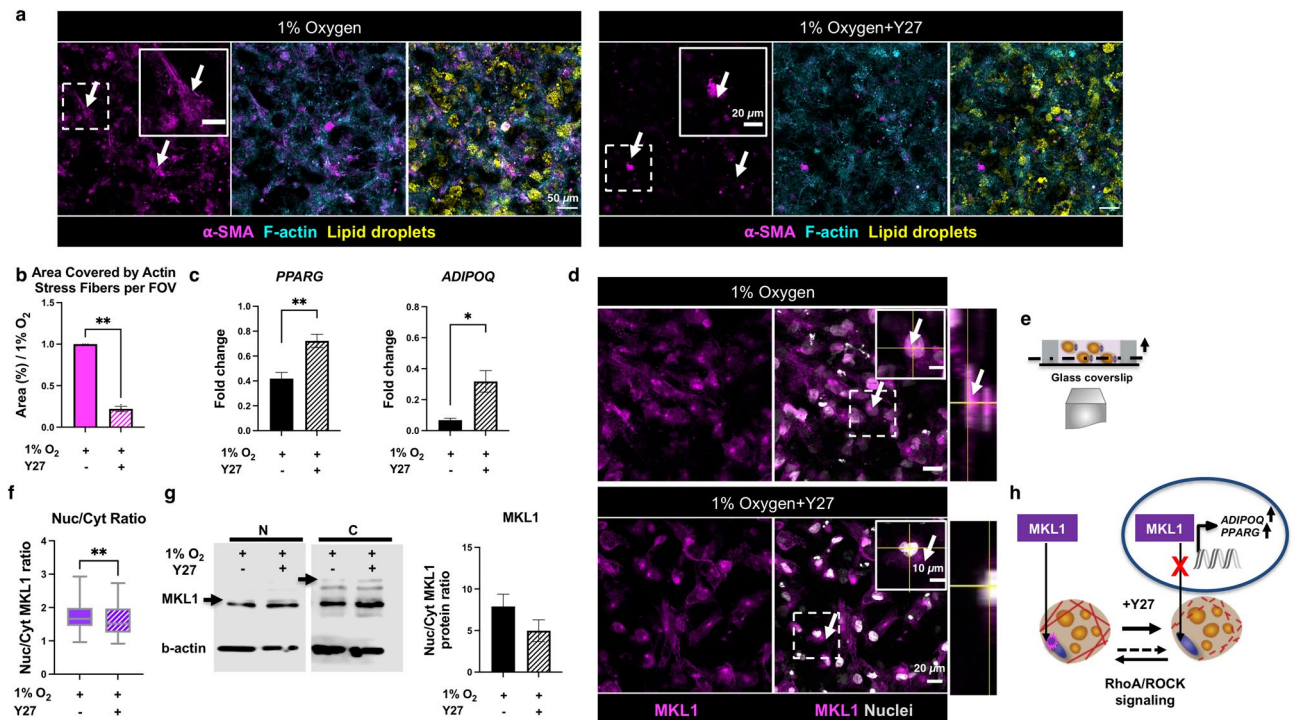 a
1% Oxygen
1% Oxygen+Y27
20 µm
50 µm
α-SMA F-actin Lipid droplets
α-SMA F-actin Lipid droplets
b
Area Covered by Actin
Stress Fibers per FOV
Area (%) / 1% O2
1.5
1.0
0.5
0.0
**
1% O2 + +
Y27 - +
c
PPARG
Fold change
0.8
0.6
0.4
0.2
0.0
**
1% O2 + +
Y27 - +
ADIPOQ
Fold change
0.8
0.6
0.4
0.2
0.0
*
1% O2 + +
Y27 - +
d
1% Oxygen
1% Oxygen+Y27
10 µm
20 µm
MKL1
MKL1 Nuclei
e
Glass coverslip
f
Nuc/Cyt Ratio
Nuc/Cyt MKL1 ratio
4
3
2
1
0
**
1% O2 + +
Y27 - +
g
N C
1% O2 + + + +
Y27 - + - +
MKL1
b-actin
MKL1
Nuc/Cyt MKL1
protein ratio
15
10
5
0
1% O2 + +
Y27 - +
h
MKL1
MKL1
ADIPOQ
PPARG
X
+Y27
RhoA/ROCK
signaling